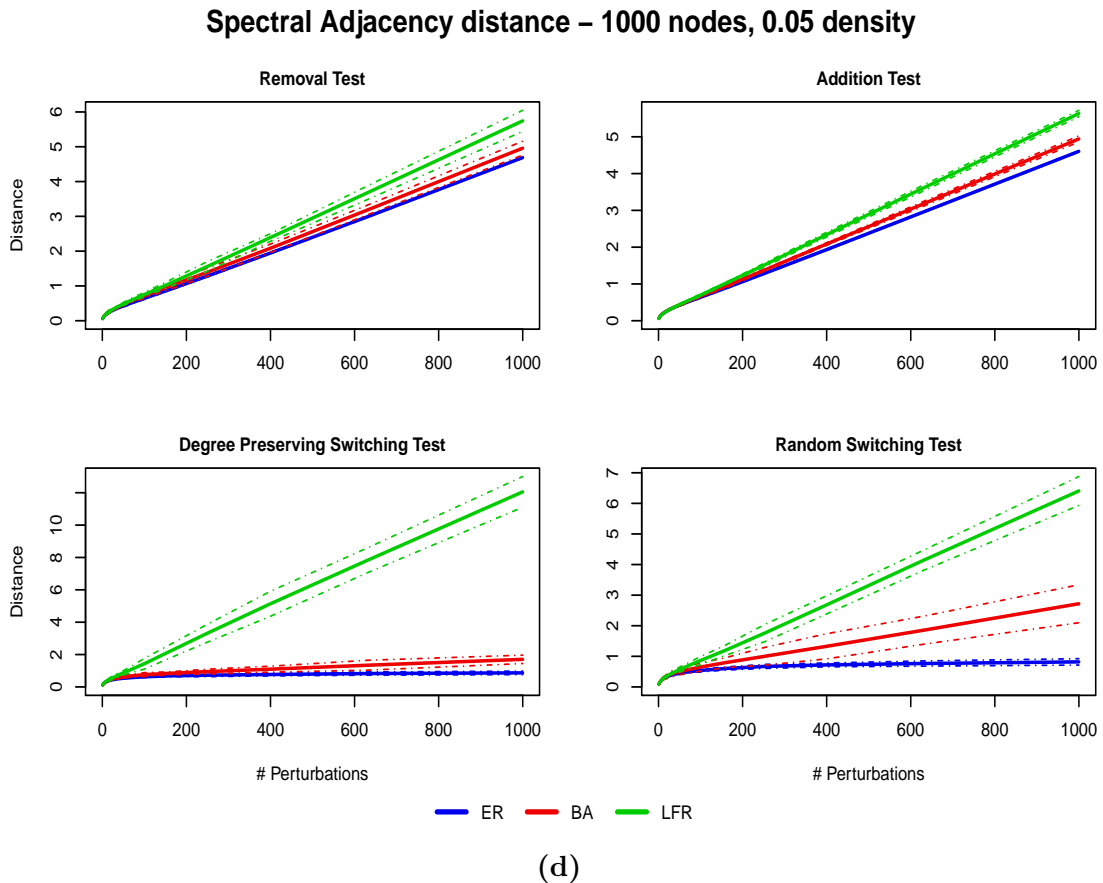 Spectral Adjacency distance – 1000 nodes, 0.05 density
Removal Test
Addition Test
Distance
0 1 2 3 4 5 6
0 200 400 600 800 1000
0 1 2 3 4 5
0 200 400 600 800 1000
Degree Preserving Switching Test
Random Switching Test
Distance
0 2 4 6 8 10
0 200 400 600 800 1000
0 1 2 3 4 5 6 7
0 200 400 600 800 1000
# Perturbations
# Perturbations
ER BA LFR
(d)